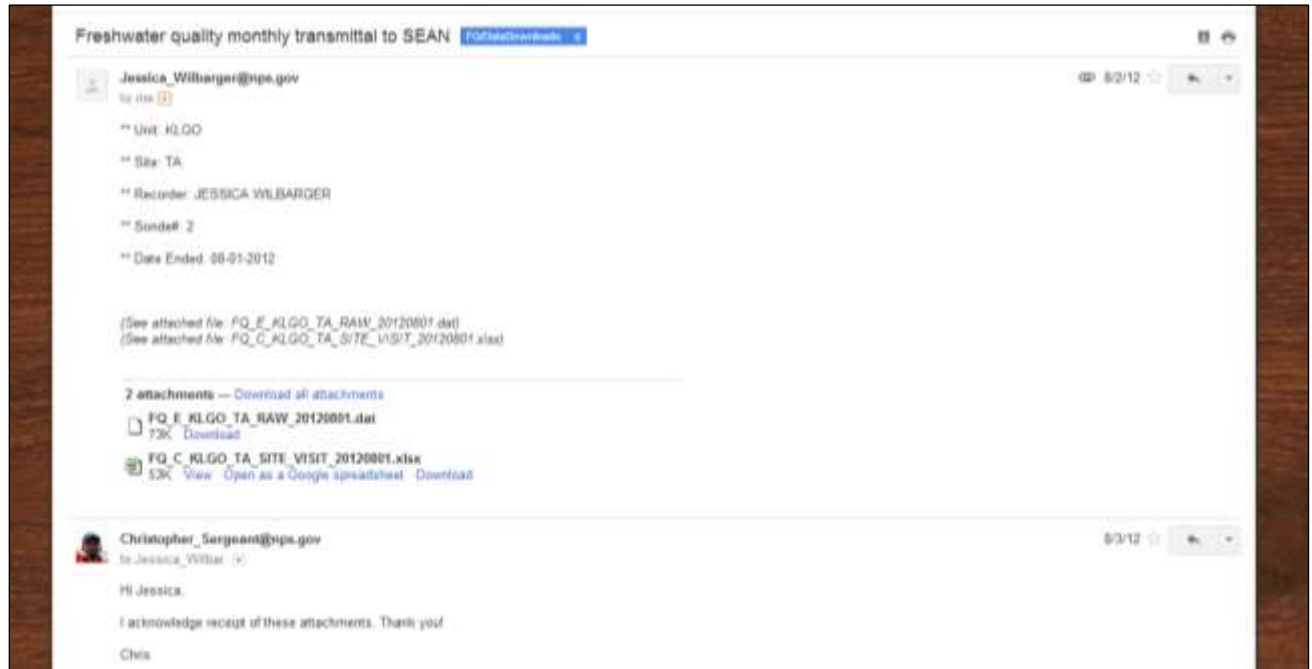 Freshwater quality monthly transmittal to SEAN FQDataDownloads x
Jessica_Wilbarger@nps.gov 8/2/12
to me
** Unit: KLGO
** Site: TA
** Recorder: JESSICA WILBARGER
** Sonde#: 2
** Date Ended: 08-01-2012
(See attached file: FQ_E_KLGO_TA_RAW_20120801.dat)
(See attached file: FQ_C_KLGO_TA_SITE_VISIT_20120801.xlsx)
2 attachments — Download all attachments
FQ_E_KLGO_TA_RAW_20120801.dat
73K Download
FQ_C_KLGO_TA_SITE_VISIT_20120801.xlsx
53K View Open as a Google spreadsheet Download
Christopher_Sergeant@nps.gov 8/3/12
to Jessica_Wilbar
Hi Jessica,
I acknowledge receipt of these attachments. Thank you!
Chris